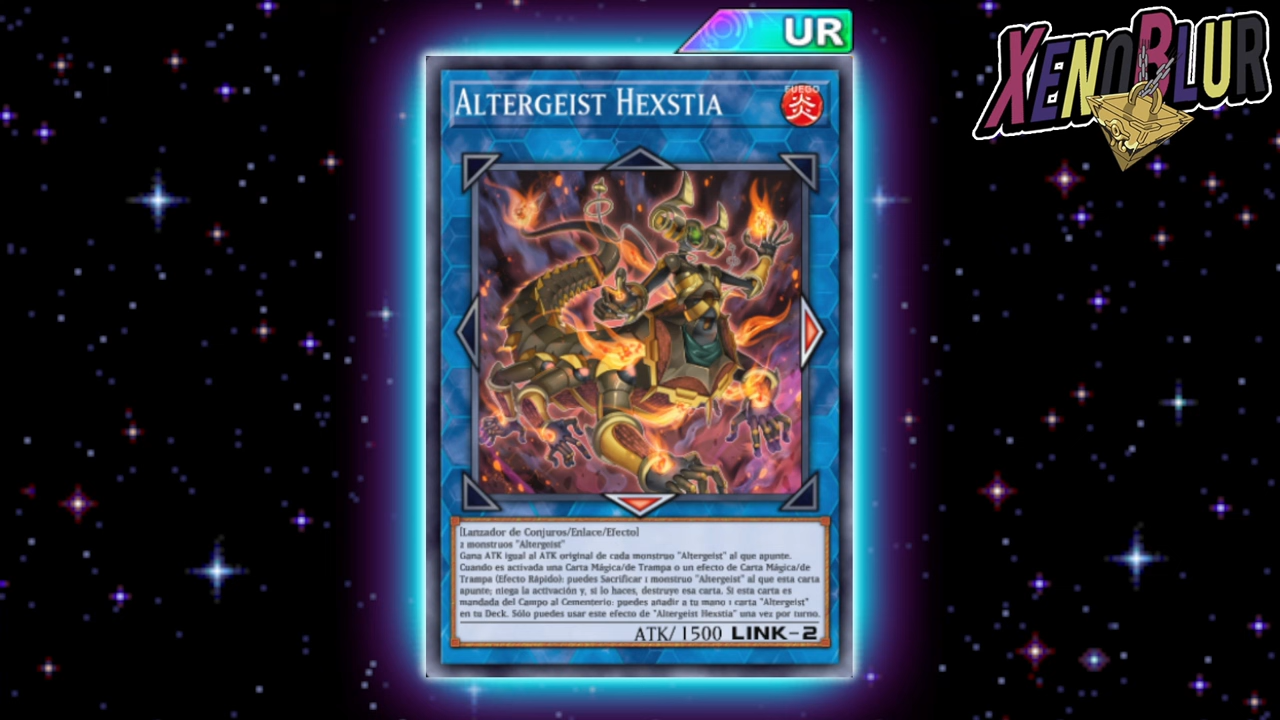 UR
XENOBLUR
ALTERGEIST HEXSTIA
FUEGO
炎
[Lanzador de Conjuros/Enlace/Efecto]
2 monstruos "Altergeist"
Gana ATK igual al ATK original de cada monstruo "Altergeist" al que apunte.
Cuando es activada una Carta Mágica/de Trampa o un efecto de Carta Mágica/de
Trampa (Efecto Rápido): puedes Sacrificar 1 monstruo "Altergeist" al que esta carta
apunte; niega la activación y, si lo haces, destruye esa carta. Si esta carta es
mandada del Campo al Cementerio: puedes añadir a tu mano 1 carta "Altergeist"
en tu Deck. Sólo puedes usar este efecto de "Altergeist Hexstia" una vez por turno.
ATK/ 1500 LINK-2